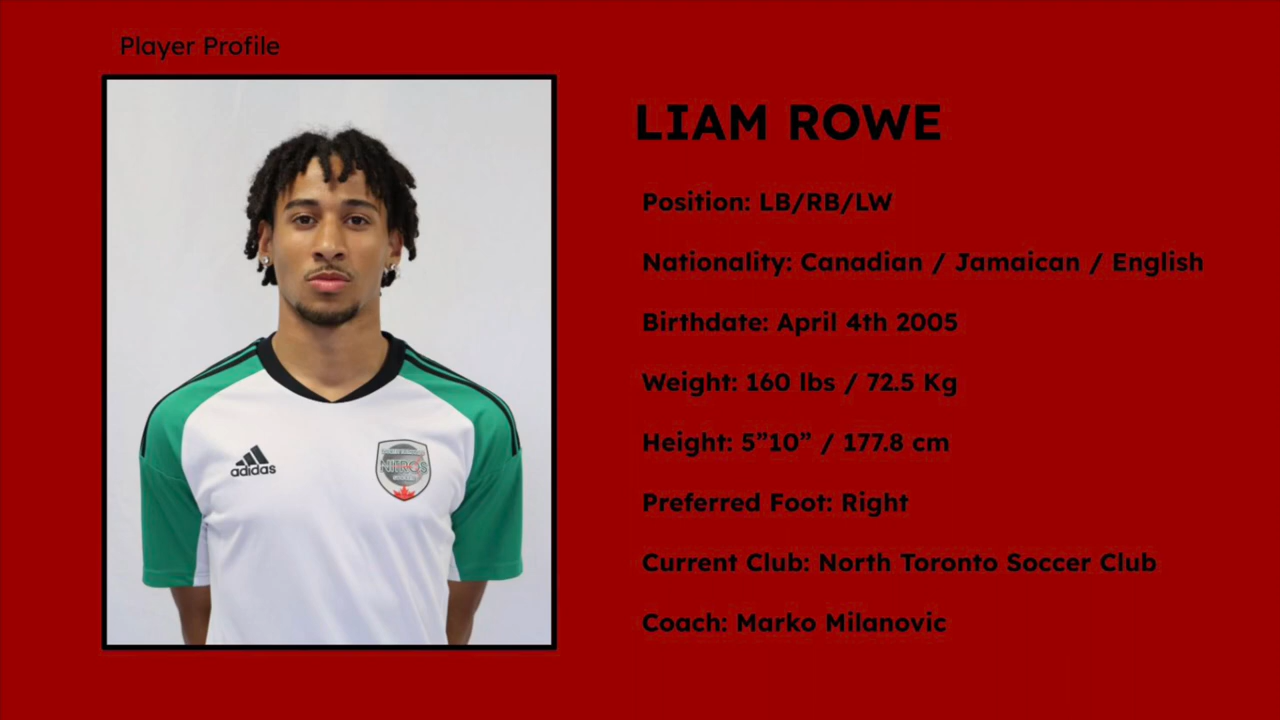 Player Profile
LIAM ROWE
Position: LB/RB/LW
Nationality: Canadian / Jamaican / English
Birthdate: April 4th 2005
Weight: 160 lbs / 72.5 Kg
Height: 5”10” / 177.8 cm
Preferred Foot: Right
Current Club: North Toronto Soccer Club
Coach: Marko Milanovic
adidas
NITROS